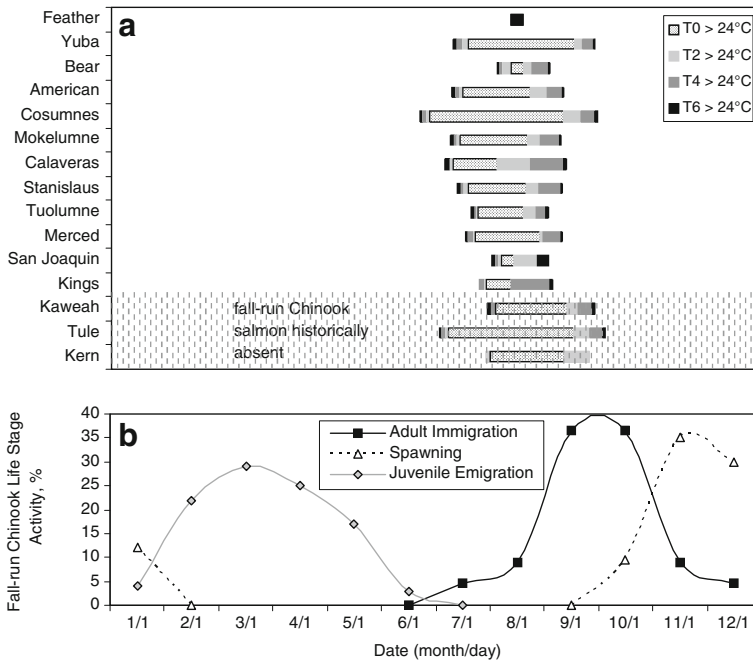 a
Feather
Yuba
Bear
American
Cosumnes
Mokelumne
Calaveras
Stanislaus
Tuolumne
Merced
San Joaquin
Kings
Kaweah
Tule
Kern
T0 > 24°C
T2 > 24°C
T4 > 24°C
T6 > 24°C
fall-run Chinook
salmon historically
absent
b
Fall-run Chinook Life Stage
Activity, %
40
35
30
25
20
15
10
5
0
Adult Immigration
Spawning
Juvenile Emigration
1/1 2/1 3/1 4/1 5/1 6/1 7/1 8/1 9/1 10/1 11/1 12/1
Date (month/day)